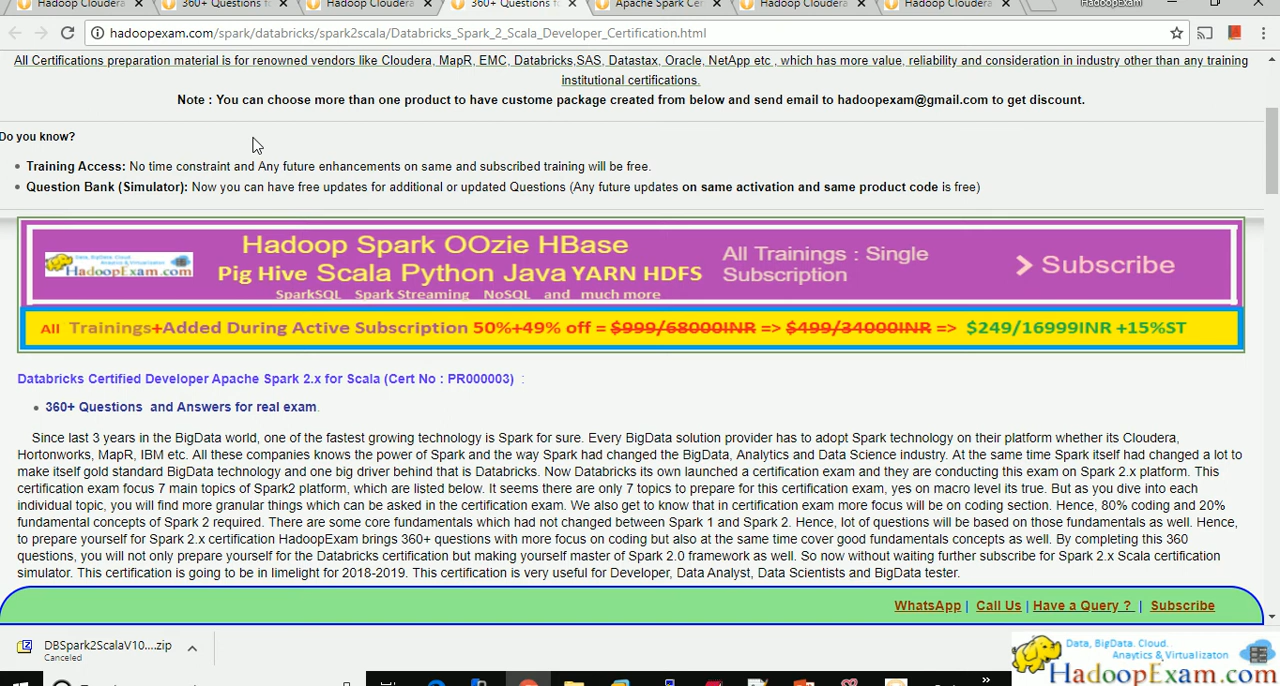 Hadoop Cloudera
360+ Questions fo
Hadoop Cloudera
360+ Questions fo
Apache Spark Cer
Hadoop Cloudera
Hadoop Cloudera
HadoopExam
hadoopexam.com/spark/databricks/spark2scala/Databricks_Spark_2_Scala_Developer_Certification.html
All Certifications preparation material is for renowned vendors like Cloudera, MapR, EMC, Databricks,SAS, Datastax, Oracle, NetApp etc , which has more value, reliability and consideration in industry other than any training
institutional certifications.
Note : You can choose more than one product to have custome package created from below and send email to hadoopexam@gmail.com to get discount.
Do you know?
• Training Access: No time constraint and Any future enhancements on same and subscribed training will be free.
• Question Bank (Simulator): Now you can have free updates for additional or updated Questions (Any future updates on same activation and same product code is free)
Hadoop Spark OOzie HBase
Pig Hive Scala Python Java YARN HDFS
SparkSQL Spark Streaming NoSQL and much more
HadoopExam.com
All Trainings : Single
Subscription
> Subscribe
All Trainings+Added During Active Subscription 50%+49% off = $999/68000INR => $499/34000INR => $249/16999INR +15%ST
Databricks Certified Developer Apache Spark 2.x for Scala (Cert No : PR000003) :
• 360+ Questions and Answers for real exam.
Since last 3 years in the BigData world, one of the fastest growing technology is Spark for sure. Every BigData solution provider has to adopt Spark technology on their platform whether its Cloudera,
Hortonworks, MapR, IBM etc. All these companies knows the power of Spark and the way Spark had changed the BigData, Analytics and Data Science industry. At the same time Spark itself had changed a lot to
make itself gold standard BigData technology and one big driver behind that is Databricks. Now Databricks its own launched a certification exam and they are conducting this exam on Spark 2.x platform. This
certification exam focus 7 main topics of Spark2 platform, which are listed below. It seems there are only 7 topics to prepare for this certification exam, yes on macro level its true. But as you dive into each
individual topic, you will find more granular things which can be asked in the certification exam. We also get to know that in certification exam more focus will be on coding section. Hence, 80% coding and 20%
fundamental concepts of Spark 2 required. There are some core fundamentals which had not changed between Spark 1 and Spark 2. Hence, lot of questions will be based on those fundamentals as well. Hence,
to prepare yourself for Spark 2.x certification HadoopExam brings 360+ questions with more focus on coding but also at the same time cover good fundamentals concepts as well. By completing this 360
questions, you will not only prepare yourself for the Databricks certification but making yourself master of Spark 2.0 framework as well. So now without waiting further subscribe for Spark 2.x Scala certification
simulator. This certification is going to be in limelight for 2018-2019. This certification is very useful for Developer, Data Analyst, Data Scientists and BigData tester.
WhatsApp | Call Us | Have a Query ? | Subscribe
DBSpark2ScalaV10....zip
Canceled
Data, BigData. Cloud.
Anaytics & Virtualizaton
HadoopExam.com